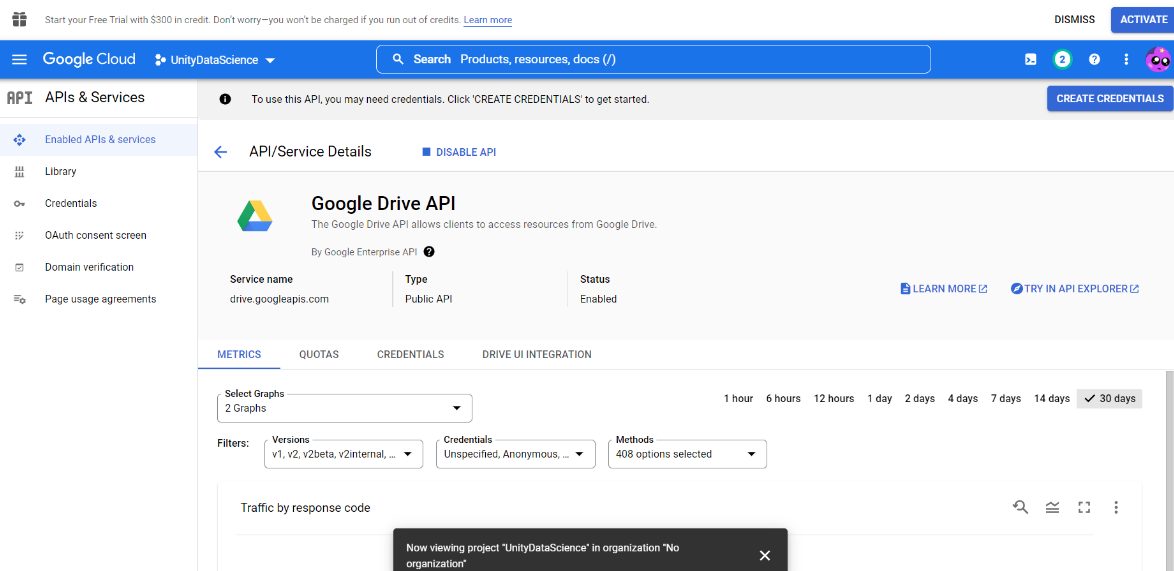 Start your Free Trial with $300 in credit. Don't worry—you won't be charged if you run out of credits. Learn more
DISMISS
ACTIVATE
Google Cloud
UnityDataScience
Search Products, resources, docs (/)
2
API APIs & Services
To use this API, you may need credentials. Click 'CREATE CREDENTIALS' to get started.
CREATE CREDENTIALS
Enabled APIs & services
Library
Credentials
OAuth consent screen
Domain verification
Page usage agreements
API/Service Details
DISABLE API
Google Drive API
The Google Drive API allows clients to access resources from Google Drive.
By Google Enterprise API
Service name
drive.googleapis.com
Type
Public API
Status
Enabled
LEARN MORE
TRY IN API EXPLORER
METRICS
QUOTAS
CREDENTIALS
DRIVE UI INTEGRATION
Select Graphs
2 Graphs
1 hour
6 hours
12 hours
1 day
2 days
4 days
7 days
14 days
30 days
Filters:
Versions
v1, v2, v2beta, v2internal, ...
Credentials
Unspecified, Anonymous, ...
Methods
408 options selected
Traffic by response code
Now viewing project "UnityDataScience" in organization "No
organization"